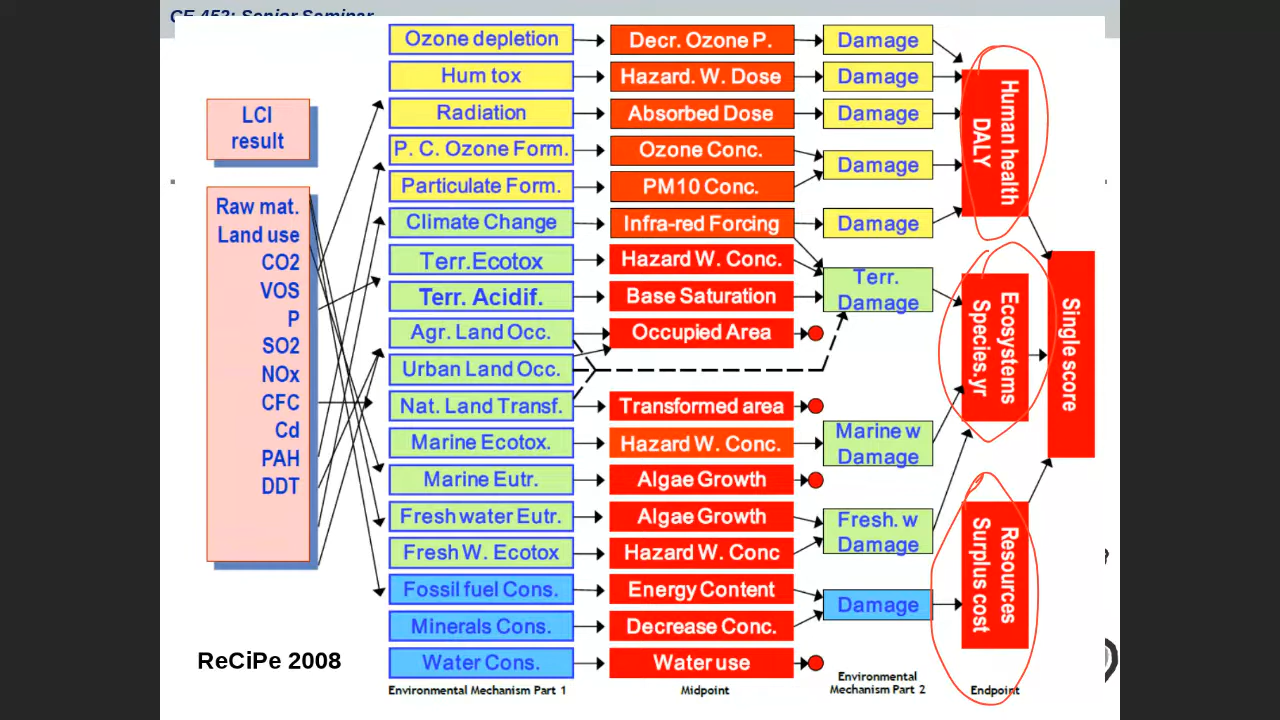 CE 453: Senior Seminar
LCI
result
Raw mat.
Land use
CO2
VOS
P
SO2
NOx
CFC
Cd
PAH
DDT
ReCiPe 2008
Ozone depletion
Hum tox
Radiation
P. C. Ozone Form.
Particulate Form.
Climate Change
Terr.Ecotox
Terr. Acidif.
Agr. Land Occ.
Urban Land Occ.
Nat. Land Transf.
Marine Ecotox.
Marine Eutr.
Freshwater Eutr.
Fresh W. Ecotox
Fossil fuel Cons.
Minerals Cons.
Water Cons.
Environmental Mechanism Part 1
Decr. Ozone P.
Hazard. W. Dose
Absorbed Dose
Ozone Conc.
PM10 Conc.
Infra-red Forcing
Hazard W. Conc.
Base Saturation
Occupied Area
Transformed area
Hazard W. Conc.
Algae Growth
Algae Growth
Hazard W. Conc
Energy Content
Decrease Conc.
Water use
Midpoint
Damage
Damage
Damage
Damage
Damage
Terr.
Damage
Marine w
Damage
Fresh. w
Damage
Damage
Environmental
Mechanism Part 2
Human health
DALY
Ecosystems
Species.yr
Resources
Surplus cost
Endpoint
Single score